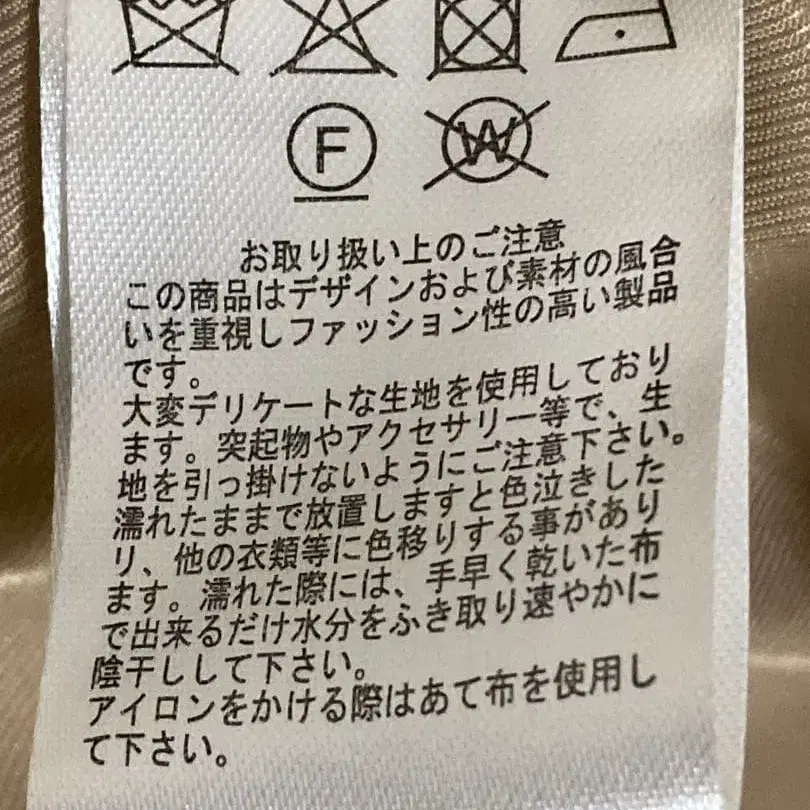 F
W
お取り扱い上のご注意
この商品はデザインおよび素材の風合
いを重視しファッション性の高い製品
です。
大変デリケートな生地を使用しており
ます。突起物やアクセサリー等で、生
地を引っ掛けないようにご注意下さい。
濡れたままで放置しますと色泣きした
り、他の衣類等に色移りする事があり
ます。濡れた際には、手早く乾いた布
で出来るだけ水分をふき取り速やかに
陰干しして下さい。
アイロンをかける際はあて布を使用し
て下さい。